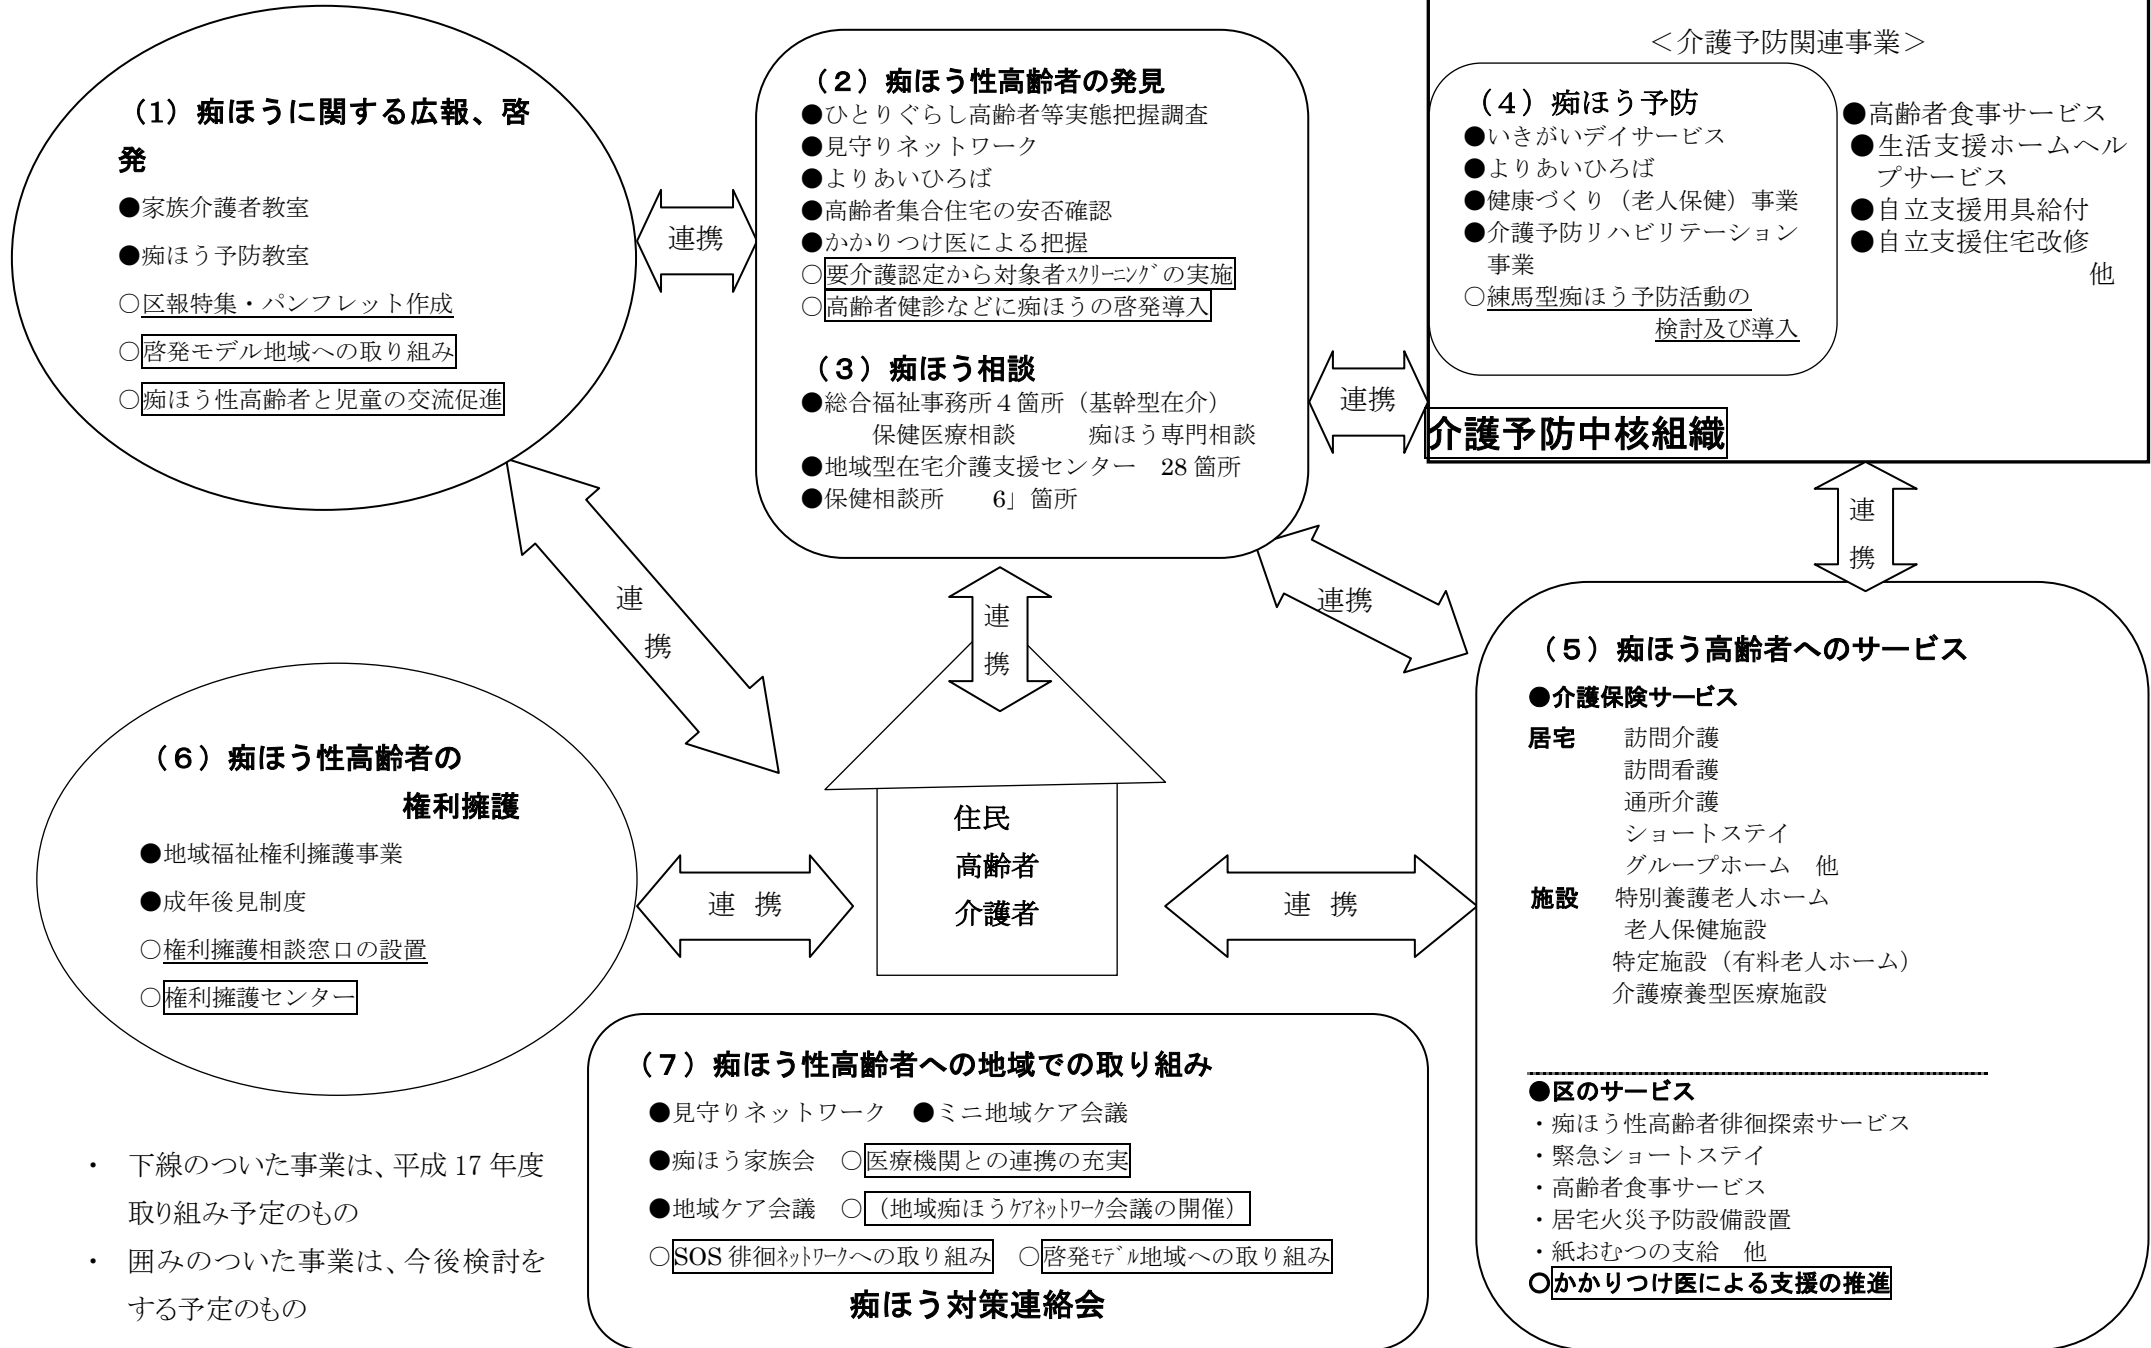 （1）痴ほうに関する広報、啓
発
●家族介護者教室
●痴ほう予防教室
○区報特集・パンフレット作成
○啓発モデル地域への取り組み
○痴ほう性高齢者と児童の交流促進
連携
（２）痴ほう性高齢者の発見
●ひとりぐらし高齢者等実態把握調査
●見守りネットワーク
●よりあいひろば
●高齢者集合住宅の安否確認
●かかりつけ医による把握
○要介護認定から対象者ｽｸﾘｰﾆﾝｸﾞの実施
○高齢者健診などに痴ほうの啓発導入
（３）痴ほう相談
●総合福祉事務所４箇所（基幹型在介）
保健医療相談　　　痴ほう専門相談
●地域型在宅介護支援センター　28 箇所
●保健相談所　　6」箇所
連携
＜介護予防関連事業＞
（4）痴ほう予防
●いきがいデイサービス
●よりあいひろば
●健康づくり（老人保健）事業
●介護予防リハビリテーション
事業
○練馬型痴ほう予防活動の
検討及び導入
●高齢者食事サービス
●生活支援ホームヘル
プサービス
●自立支援用具給付
●自立支援住宅改修
他
介護予防中核組織
連
携
連
携
連
携
連携
（５）痴ほう高齢者へのサービス
●介護保険サービス
居宅　　訪問介護
訪問看護
通所介護
ショートステイ
グループホーム　他
施設　特別養護老人ホーム
老人保健施設
特定施設（有料老人ホーム）
介護療養型医療施設
●区のサービス
・痴ほう性高齢者徘徊探索サービス
・緊急ショートステイ
・高齢者食事サービス
・居宅火災予防設備設置
・紙おむつの支給　他
○かかりつけ医による支援の推進
（６）痴ほう性高齢者の
権利擁護
●地域福祉権利擁護事業
●成年後見制度
○権利擁護相談窓口の設置
○権利擁護センター
連 携
住民
高齢者
介護者
連 携
（７）痴ほう性高齢者への地域での取り組み
●見守りネットワーク　●ミニ地域ケア会議
●痴ほう家族会　○医療機関との連携の充実
●地域ケア会議　○（地域痴ほうｹｱﾈｯﾄﾜｰｸ会議の開催）
○SOS 徘徊ﾈｯﾄﾜｰｸへの取り組み　○啓発ﾓﾃﾞﾙ地域への取り組み
痴ほう対策連絡会
・　下線のついた事業は、平成 17 年度
取り組み予定のもの
・　囲みのついた事業は、今後検討を
する予定のもの